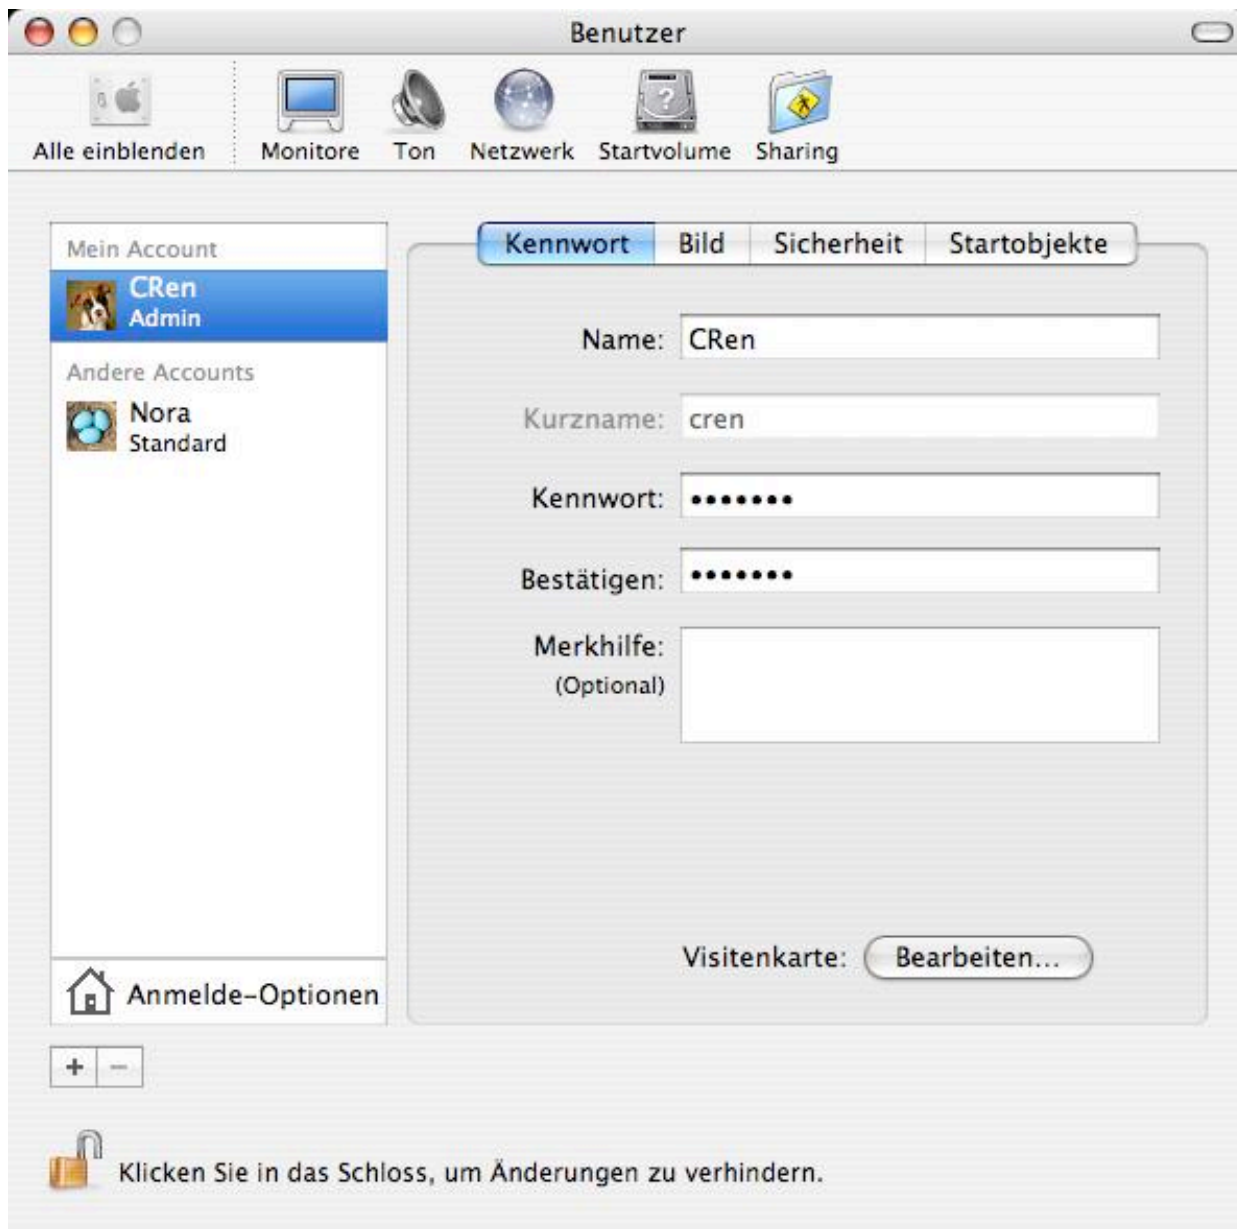 Benutzer
Alle einblenden
Monitore
Ton
Netzwerk
Startvolume
Sharing
Mein Account
CRen
Admin
Andere Accounts
Nora
Standard
Anmelde-Optionen
Kennwort
Bild
Sicherheit
Startobjekte
Name: CRen
Kurzname: cren
Kennwort: •••••••
Bestätigen: •••••••
Merkhilfe:
(Optional)
Visitenkarte: Bearbeiten...
+ −
Klicken Sie in das Schloss, um Änderungen zu verhindern.